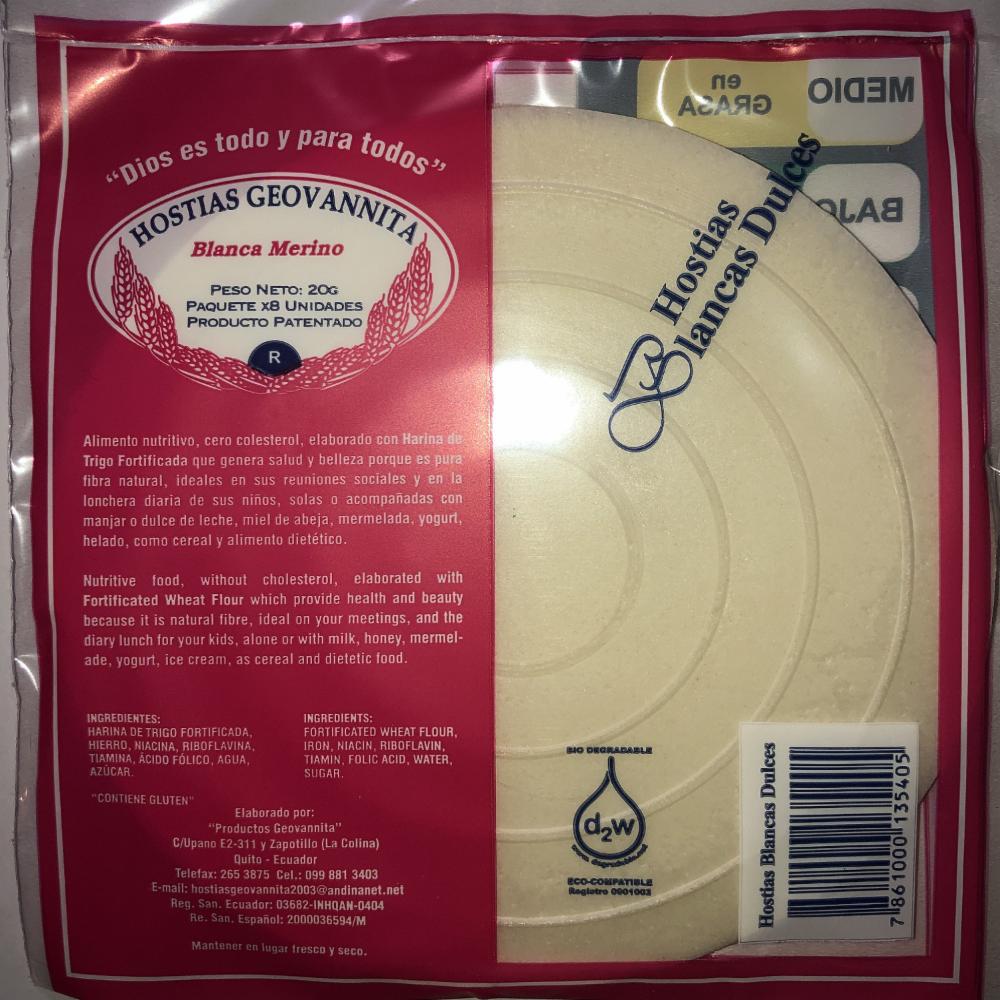 “Dios es todo y para todos”
HOSTIAS GEOVANNITA
Blanca Merino
PESO NETO: 20G
PAQUETE X8 UNIDADES
PRODUCTO PATENTADO
R
Alimento nutritivo, cero colesterol, elaborado con Harina de
Trigo Fortificada que genera salud y belleza porque es pura
fibra natural, ideales en sus reuniones sociales y en la
lonchera diaria de sus niños, solas o acompañadas con
manjar o dulce de leche, miel de abeja, mermelada, yogurt,
helado, como cereal y alimento dietético.
Nutritive food, without cholesterol, elaborated with
Fortificated Wheat Flour which provide health and beauty
because it is natural fibre, ideal on your meetings, and the
diary lunch for your kids, alone or with milk, honey, mermel-
ade, yogurt, ice cream, as cereal and dietetic food.
INGREDIENTES:
HARINA DE TRIGO FORTIFICADA,
HIERRO, NIACINA, RIBOFLAVINA,
TIAMINA, ÁCIDO FÓLICO, AGUA,
AZÚCAR.
INGREDIENTS:
FORTIFICATED WHEAT FLOUR,
IRON, NIACIN, RIBOFLAVIN,
TIAMIN, FOLIC ACID, WATER,
SUGAR.
"CONTIENE GLUTEN"
Elaborado por:
“Productos Geovannita”
C/Upano E2-311 y Zapotillo (La Colina)
Quito - Ecuador
Telefax: 265 3875 Cel.: 099 881 3403
E-mail: hostiasgeovannita2003@andinanet.net
Reg. San. Ecuador: 03682-INHQAN-0404
Re. San. Español: 2000036594/M
Mantener en lugar fresco y seco.
MEDIO
en
GRASA
BAJO
Hostias
Blancas Dulces
BIO DEGRADABLE
d2w
ECO-COMPATIBLE
Registro 0901003
Hostias Blancas Dulces
7 861000 135405